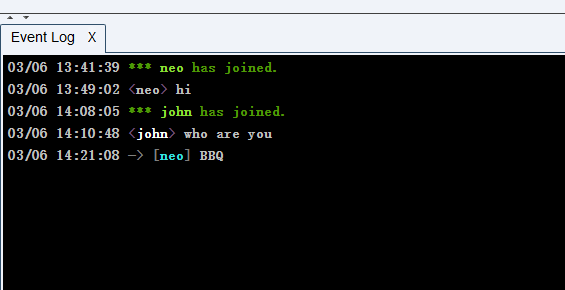 Event Log X
03/06 13:41:39 *** neo has joined.
03/06 13:49:02 <neo> hi
03/06 14:08:05 *** john has joined.
03/06 14:10:48 <john> who are you
03/06 14:21:08 -> [neo] BBQ